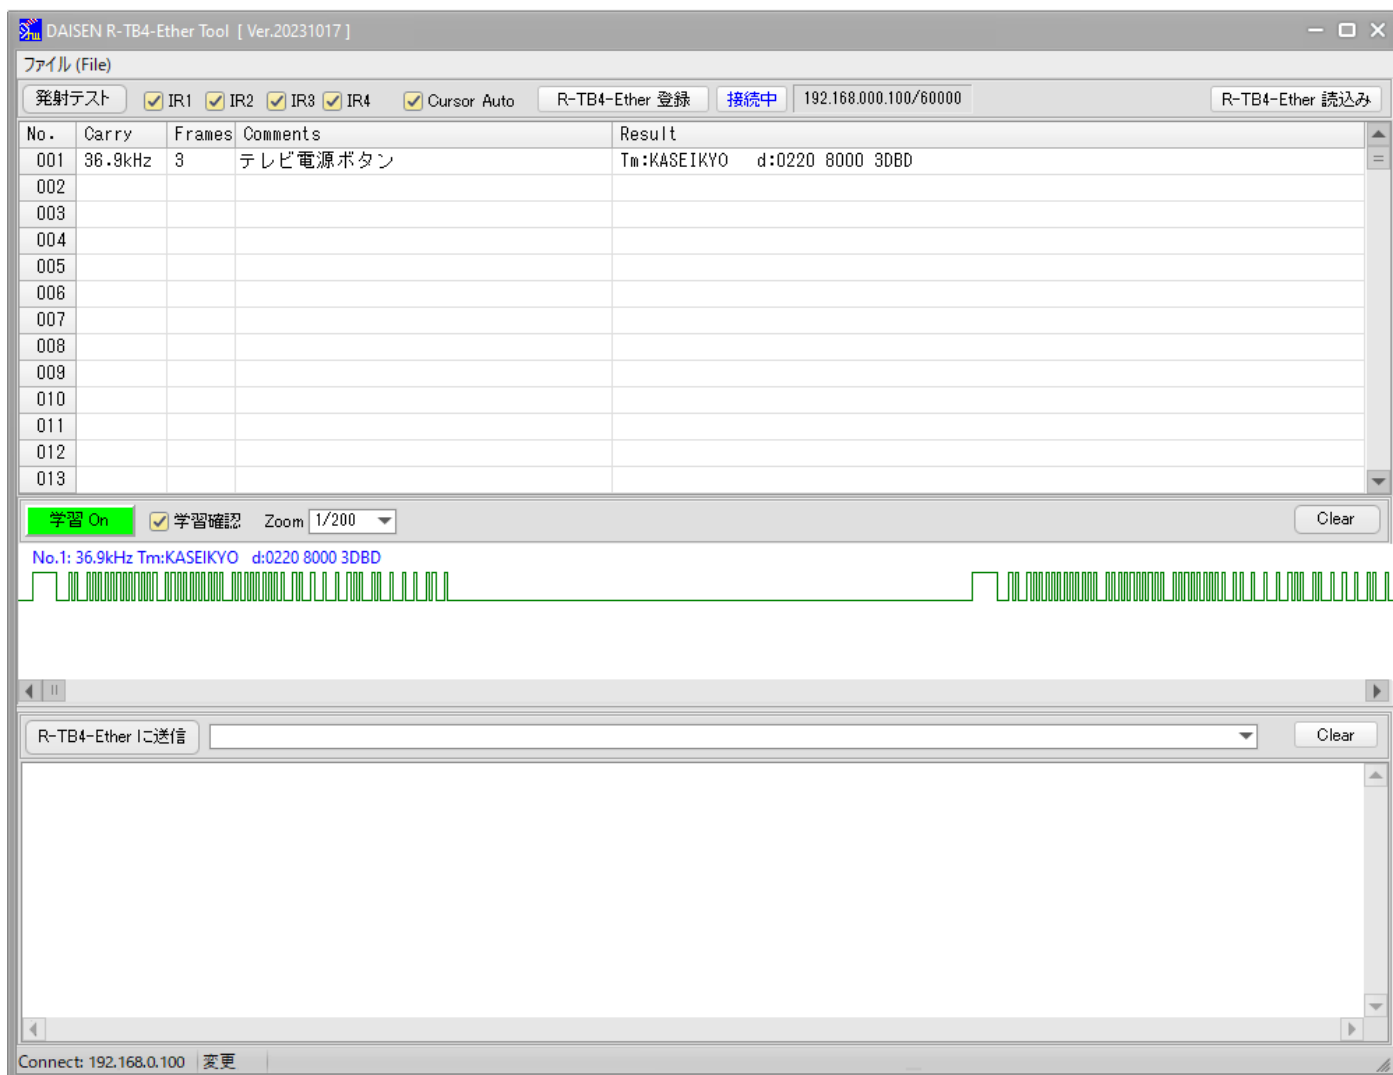 DAISEN R-TB4-Ether Tool [ Ver.20231017 ]
ファイル (File)
発射テスト IR1 IR2 IR3 IR4 Cursor Auto R-TB4-Ether 登録 接続中 192.168.000.100/60000 R-TB4-Ether 読込み
No. Carry Frames Comments Result
001 36.9kHz 3 テレビ電源ボタン Tm:KASEIKYO d:0220 8000 3DBD
002
003
004
005
006
007
008
009
010
011
012
013
学習 On 学習確認 Zoom 1/200 Clear
No.1: 36.9kHz Tm:KASEIKYO d:0220 8000 3DBD
R-TB4-Ether に送信 Clear
Connect: 192.168.0.100 変更